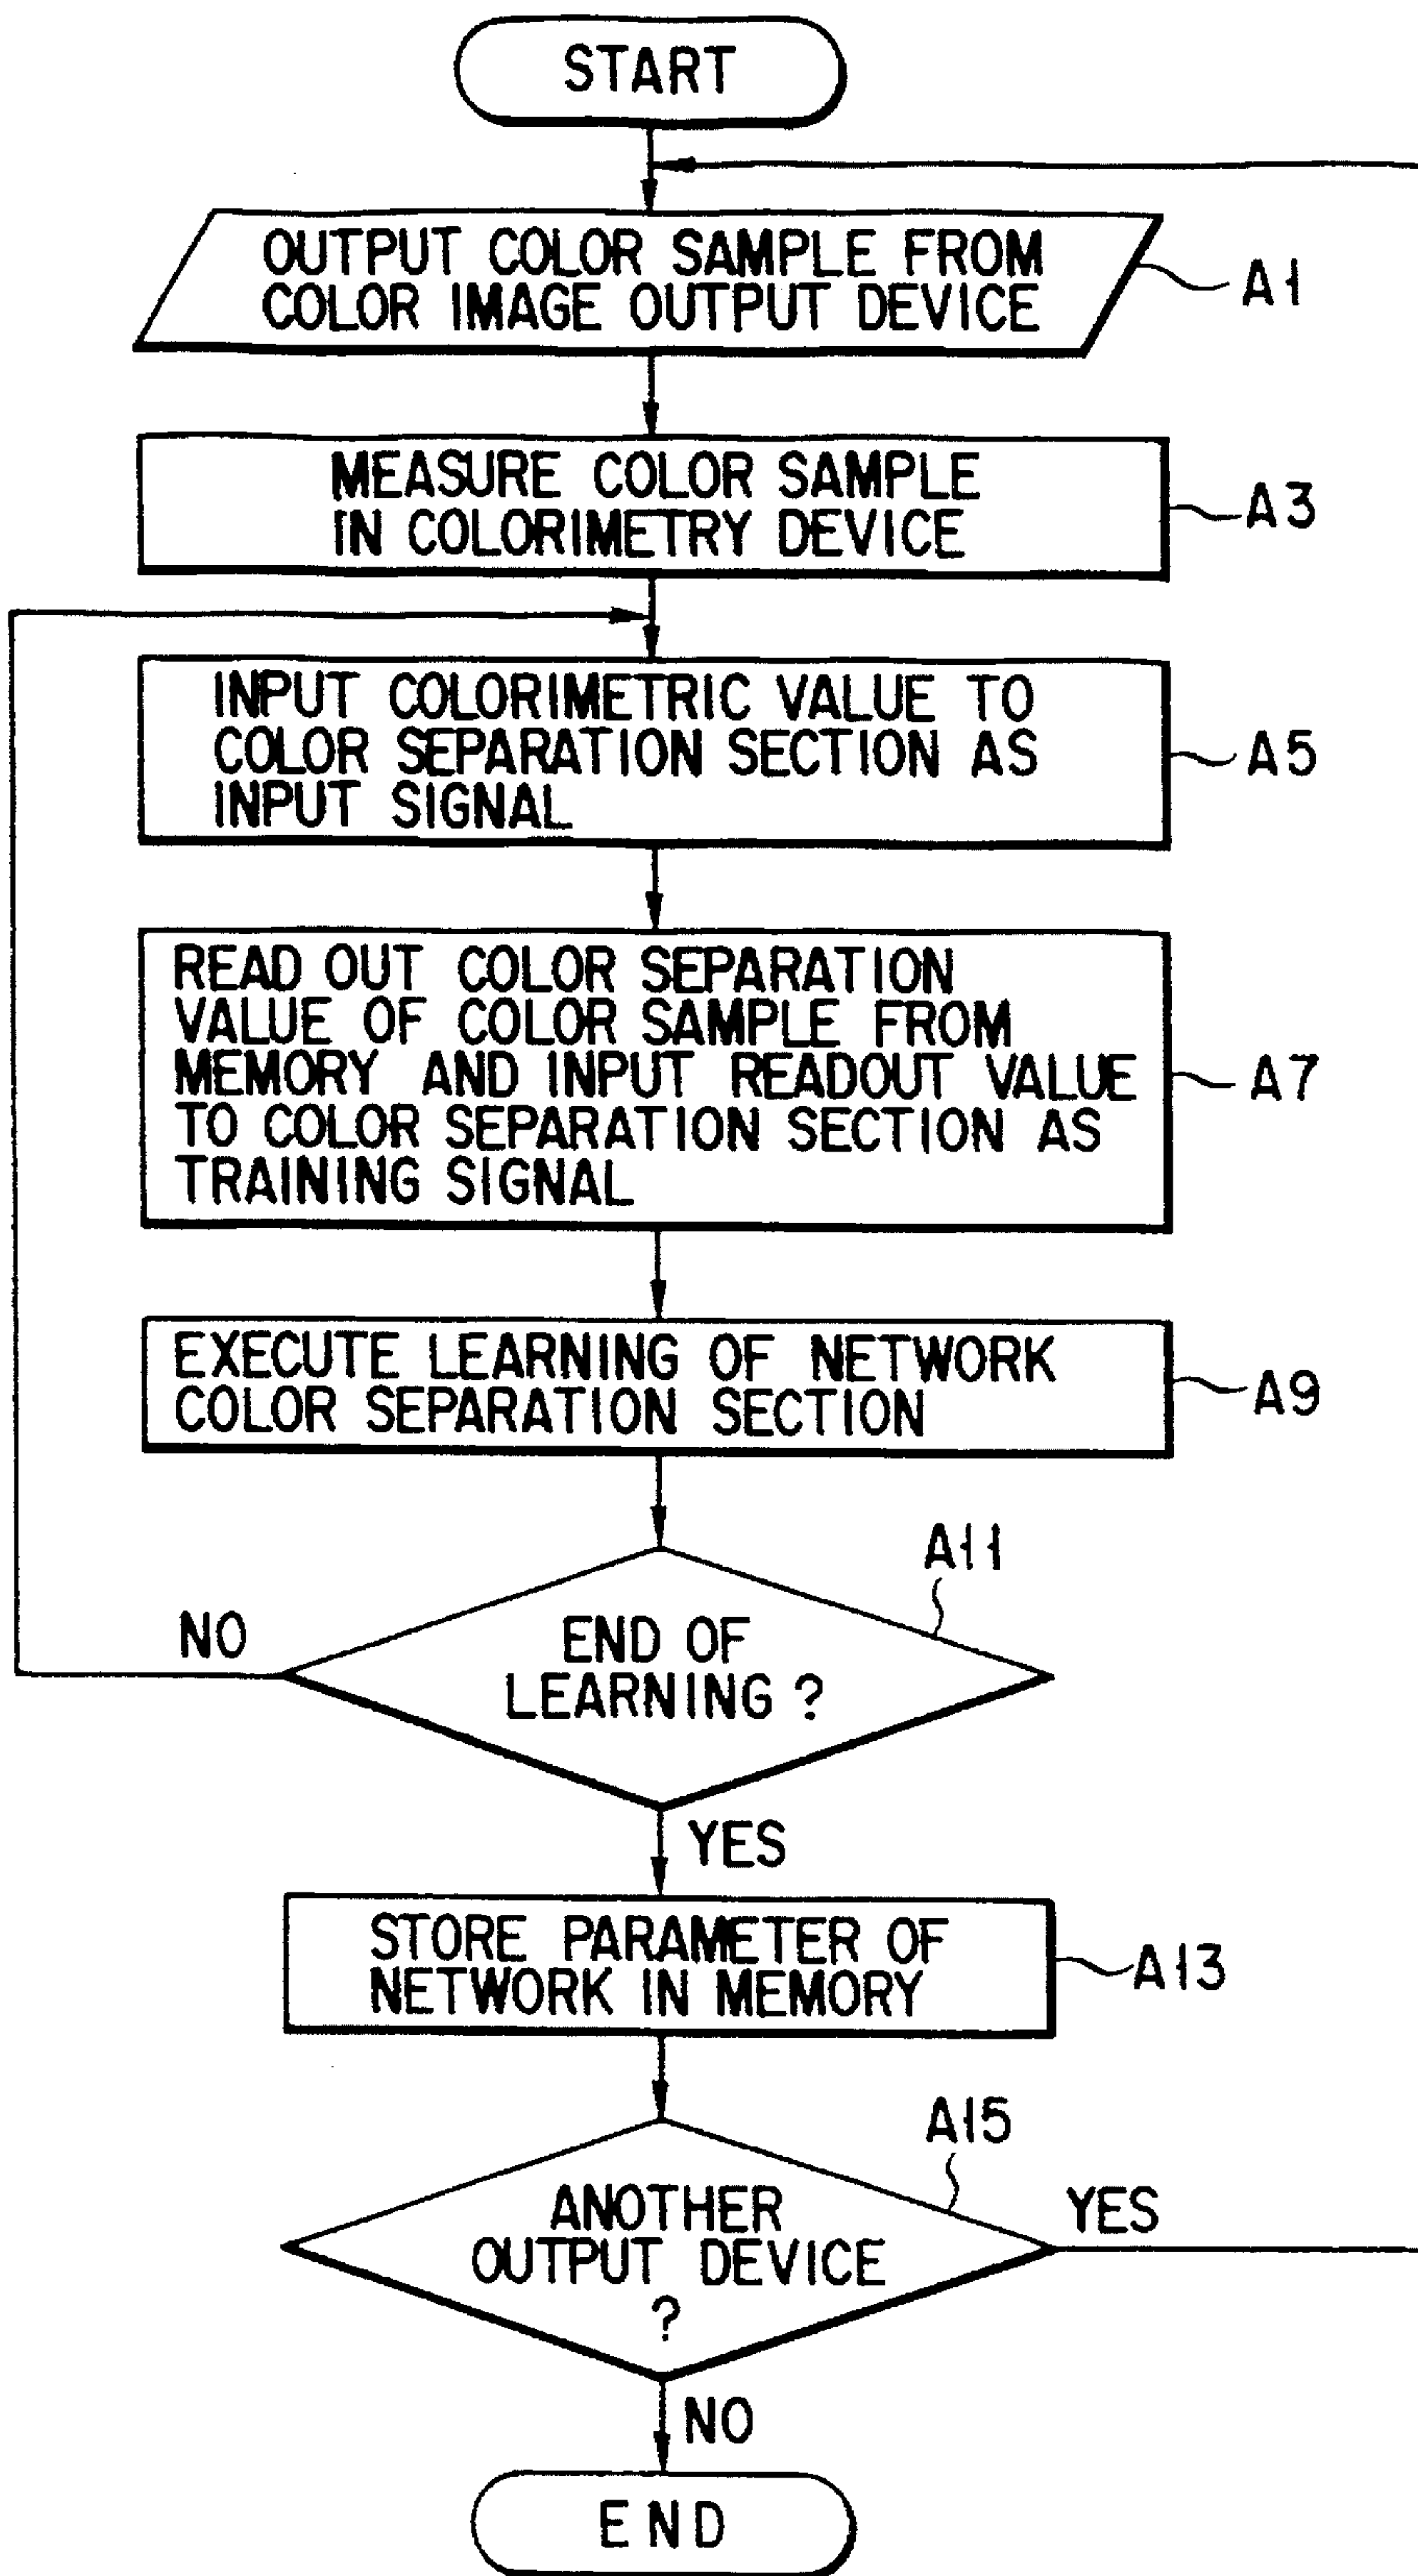 START
OUTPUT COLOR SAMPLE FROM
COLOR IMAGE OUTPUT DEVICE
A1
MEASURE COLOR SAMPLE
IN COLORIMETRY DEVICE
A3
INPUT COLORIMETRIC VALUE TO
COLOR SEPARATION SECTION AS
INPUT SIGNAL
A5
READ OUT COLOR SEPARATION
VALUE OF COLOR SAMPLE FROM
MEMORY AND INPUT READOUT VALUE
TO COLOR SEPARATION SECTION AS
TRAINING SIGNAL
A7
EXECUTE LEARNING OF NETWORK
COLOR SEPARATION SECTION
A9
A11
END OF
LEARNING ?
NO
YES
STORE PARAMETER OF
NETWORK IN MEMORY
A13
A15
ANOTHER
OUTPUT DEVICE
?
YES
NO
END